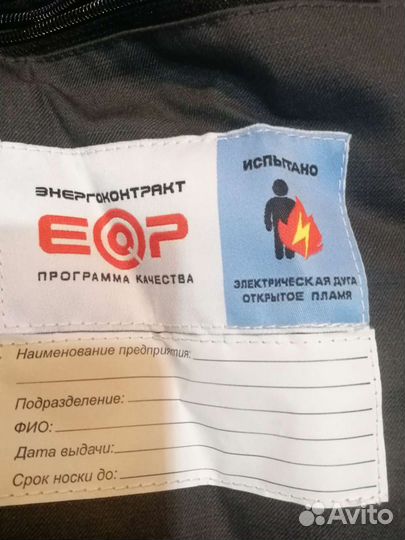 ЭНЕРГОКОНТРАКТ
EQP
ПРОГРАММА КАЧЕСТВА
ИСПЫТАНО
ЭЛЕКТРИЧЕСКАЯ ДУГА
ОТКРЫТОЕ ПЛАМЯ
Наименование предприятия:
Подразделение:
ФИО:
Дата выдачи:
Срок носки до:
Avito